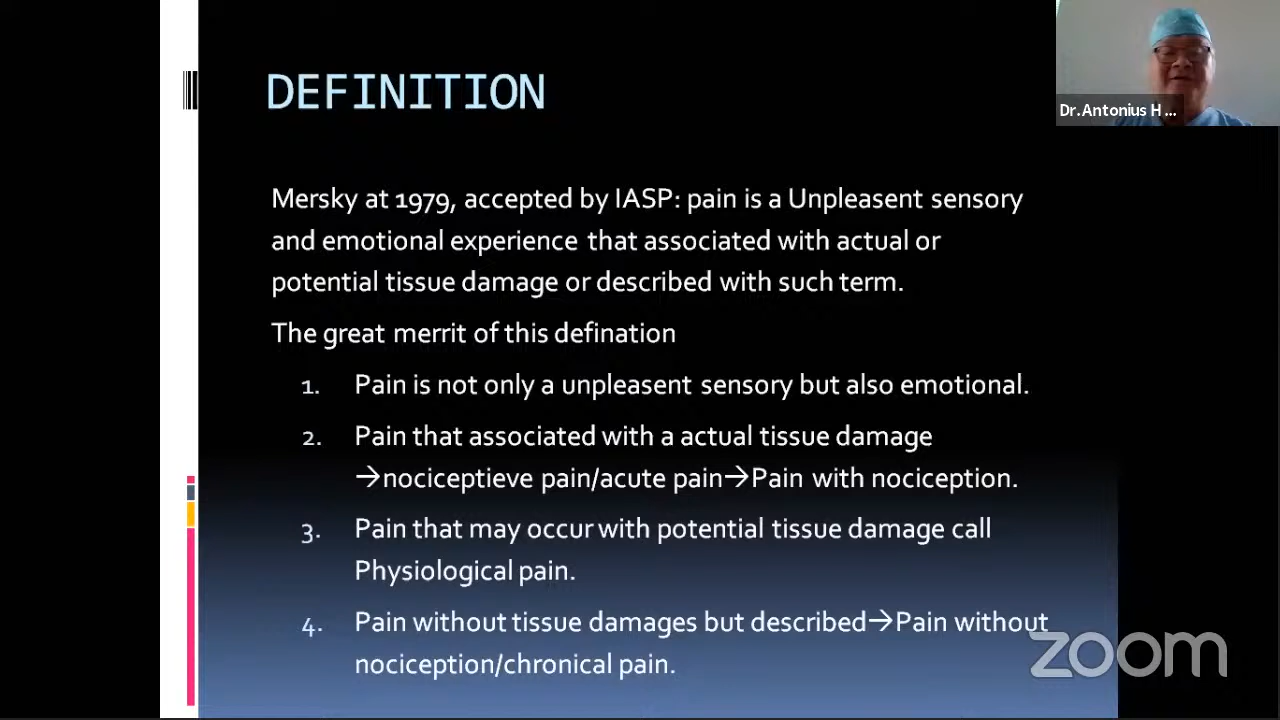 DEFINITION
Dr.Antonius H ...
Mersky at 1979, accepted by IASP: pain is a Unpleasent sensory
and emotional experience that associated with actual or
potential tissue damage or described with such term.
The great merrit of this defination
1. Pain is not only a unpleasent sensory but also emotional.
2. Pain that associated with a actual tissue damage
→nociceptieve pain/acute pain→Pain with nociception.
3. Pain that may occur with potential tissue damage call
Physiological pain.
4. Pain without tissue damages but described→Pain without
nociception/chronical pain.
zoom